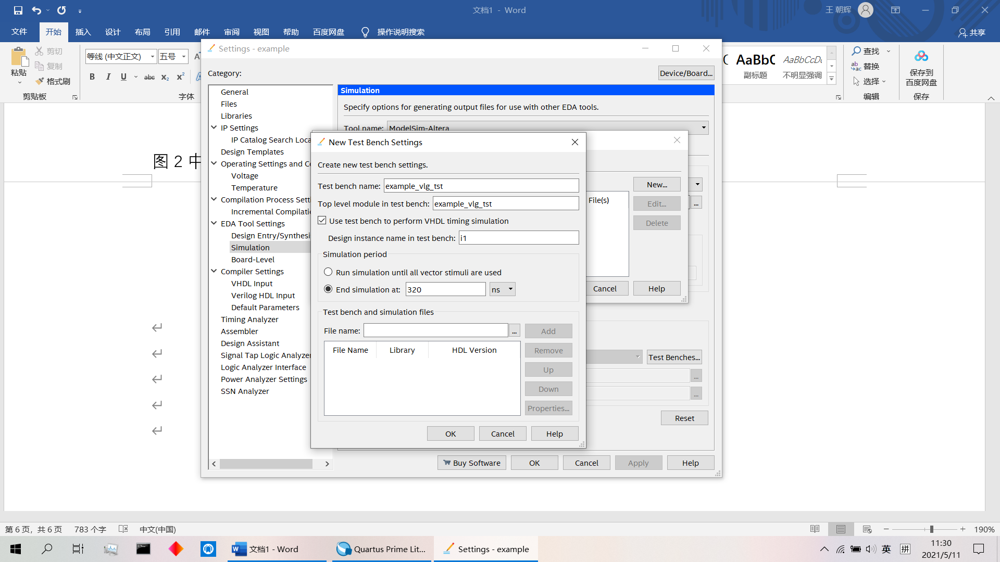 文档1 - Word
王 朝辉
文件
开始
插入
设计
布局
引用
邮件
审阅
视图
帮助
百度网盘
操作说明搜索
共享
粘贴
剪切
复制
格式刷
剪贴板
等线 (中文正文)
五号
B I U abc X₂ X²
字体
AaBbC
副标题
AaBbCcDc
不明显强调
查找
替换
选择
编辑
保存到
百度网盘
保存
图 2 中
Settings - example
Category:
Device/Board...
General
Files
Libraries
IP Settings
IP Catalog Search Loca
Design Templates
Operating Settings and Co
Voltage
Temperature
Compilation Process Sett
Incremental Compilatio
EDA Tool Settings
Design Entry/Synthesi
Simulation
Board-Level
Compiler Settings
VHDL Input
Verilog HDL Input
Default Parameters
Timing Analyzer
Assembler
Design Assistant
Signal Tap Logic Analyzer
Logic Analyzer Interface
Power Analyzer Settings
SSN Analyzer
Simulation
Specify options for generating output files for use with other EDA tools.
Tool name: ModelSim-Altera
New...
File(s)
Edit...
...
Delete
Cancel
Help
Test Benches...
...
...
Reset
New Test Bench Settings
Create new test bench settings.
Test bench name: example_vlg_tst
Top level module in test bench: example_vlg_tst
Use test bench to perform VHDL timing simulation
Design instance name in test bench: i1
Simulation period
Run simulation until all vector stimuli are used
End simulation at: 320 ns
Test bench and simulation files
File name: ... Add
File Name Library HDL Version
Remove
Up
Down
Properties...
OK Cancel Help
Buy Software OK Cancel Apply Help
第 6 页，共 6 页 783 个字 中文(中国)
190%
文档1 - Word
Quartus Prime Lit...
Settings - example
英
拼
11:30
2021/5/11